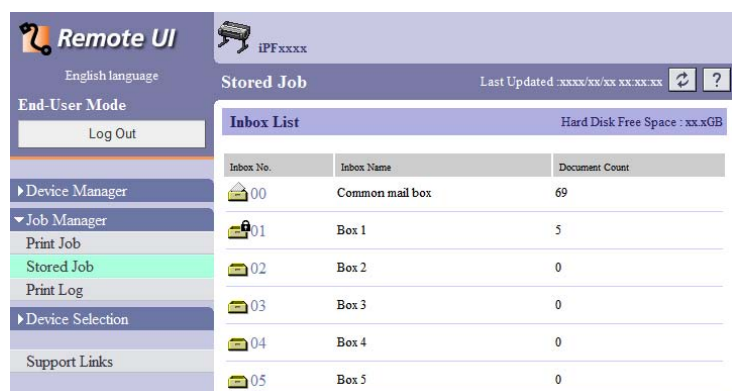 Remote UI
English language
End-User Mode
Log Out
▶Device Manager
▼Job Manager
Print Job
Stored Job
Print Log
▶Device Selection
Support Links
iPFxxxx
Stored Job
Last Updated :xxxx/xx/xx xx:xx:xx ?
Inbox List Hard Disk Free Space : xx.xGB
Inbox No. Inbox Name Document Count
00 Common mail box 69
01 Box 1 5
02 Box 2 0
03 Box 3 0
04 Box 4 0
05 Box 5 0